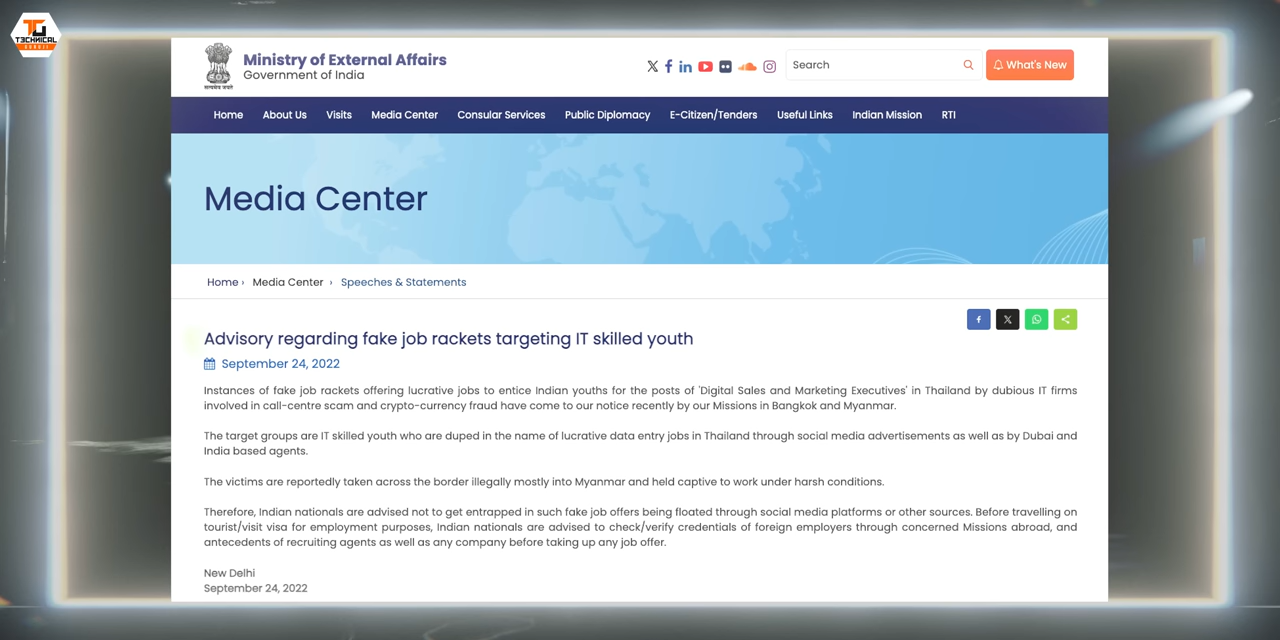 TG
TECHNICAL
GURUJI
Ministry of External Affairs
Government of India
सत्यमेव जयते
Search
What's New
Home About Us Visits Media Center Consular Services Public Diplomacy E-Citizen/Tenders Useful Links Indian Mission RTI
Media Center
Home › Media Center › Speeches & Statements
Advisory regarding fake job rackets targeting IT skilled youth
September 24, 2022
Instances of fake job rackets offering lucrative jobs to entice Indian youths for the posts of 'Digital Sales and Marketing Executives' in Thailand by dubious IT firms
involved in call-centre scam and crypto-currency fraud have come to our notice recently by our Missions in Bangkok and Myanmar.
The target groups are IT skilled youth who are duped in the name of lucrative data entry jobs in Thailand through social media advertisements as well as by Dubai and
India based agents.
The victims are reportedly taken across the border illegally mostly into Myanmar and held captive to work under harsh conditions.
Therefore, Indian nationals are advised not to get entrapped in such fake job offers being floated through social media platforms or other sources. Before travelling on
tourist/visit visa for employment purposes, Indian nationals are advised to check/verify credentials of foreign employers through concerned Missions abroad, and
antecedents of recruiting agents as well as any company before taking up any job offer.
New Delhi
September 24, 2022